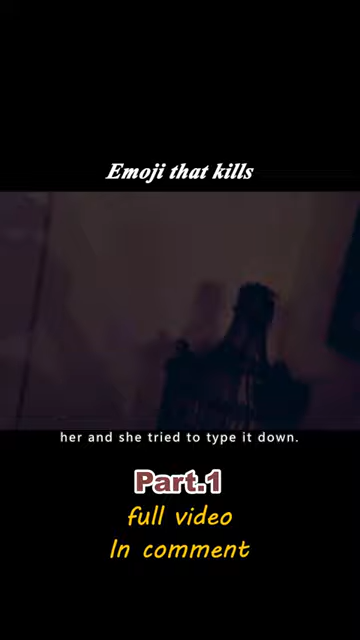 Emoji that kills
her and she tried to type it down.
Part.1
full video
In comment